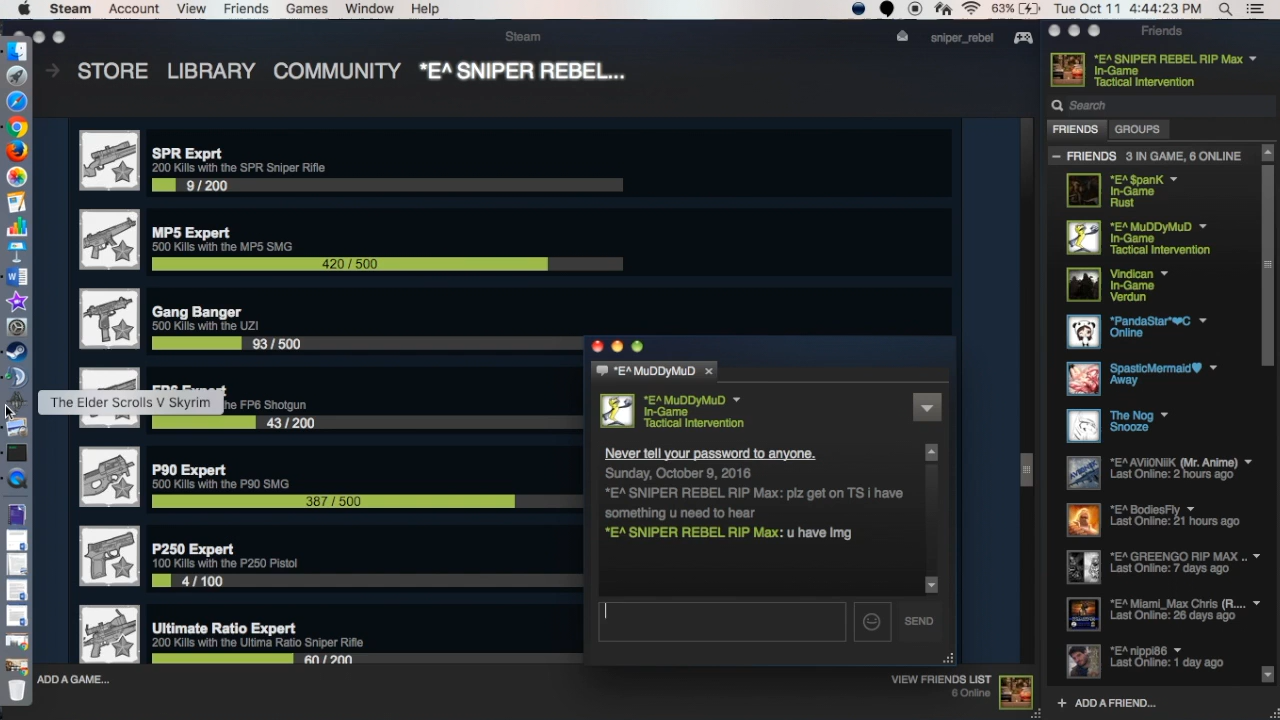 Steam Account View Friends Games Window Help
63% Tue Oct 11 4:44:23 PM
Steam
sniper_rebel
STORE LIBRARY COMMUNITY *E^ SNIPER REBEL...
SPR Exprt
200 Kills with the SPR Sniper Rifle
9 / 200
MP5 Expert
500 Kills with the MP5 SMG
420 / 500
Gang Banger
500 Kills with the UZI
93 / 500
FP6 Expert
the FP6 Shotgun
43 / 200
The Elder Scrolls V Skyrim
P90 Expert
500 Kills with the P90 SMG
387 / 500
P250 Expert
100 Kills with the P250 Pistol
4 / 100
Ultimate Ratio Expert
200 Kills with the Ultima Ratio Sniper Rifle
60 / 200
ADD A GAME...
VIEW FRIENDS LIST
6 Online
*E^ MuDDyMuD
*E^ MuDDyMuD
In-Game
Tactical Intervention
Never tell your password to anyone.
Sunday, October 9, 2016
*E^ SNIPER REBEL RIP Max: plz get on TS i have
something u need to hear
*E^ SNIPER REBEL RIP Max: u have lmg
SEND
Friends
*E^ SNIPER REBEL RIP Max
In-Game
Tactical Intervention
Search
FRIENDS GROUPS
FRIENDS 3 IN GAME, 6 ONLINE
*E^ $panK
In-Game
Rust
*E^ MuDDyMuD
In-Game
Tactical Intervention
Vindican
In-Game
Verdun
*PandaStar*❤C
Online
SpasticMermaid♥
Away
The Nog
Snooze
*E^ AVii0NiiK (Mr. Anime)
Last Online: 2 hours ago
*E^ BodiesFly
Last Online: 21 hours ago
*E^ GREENGO RIP MAX ..
Last Online: 7 days ago
*E^ Miami_Max Chris (R....
Last Online: 26 days ago
*E^ nippi86
Last Online: 1 day ago
+ ADD A FRIEND...